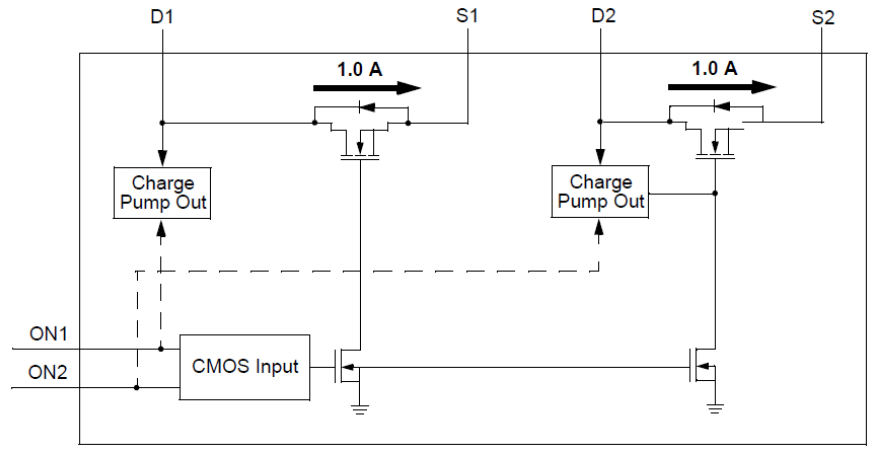 D1
S1
D2
S2
1.0 A
1.0 A
Charge
Pump Out
Charge
Pump Out
ON1
ON2
CMOS Input